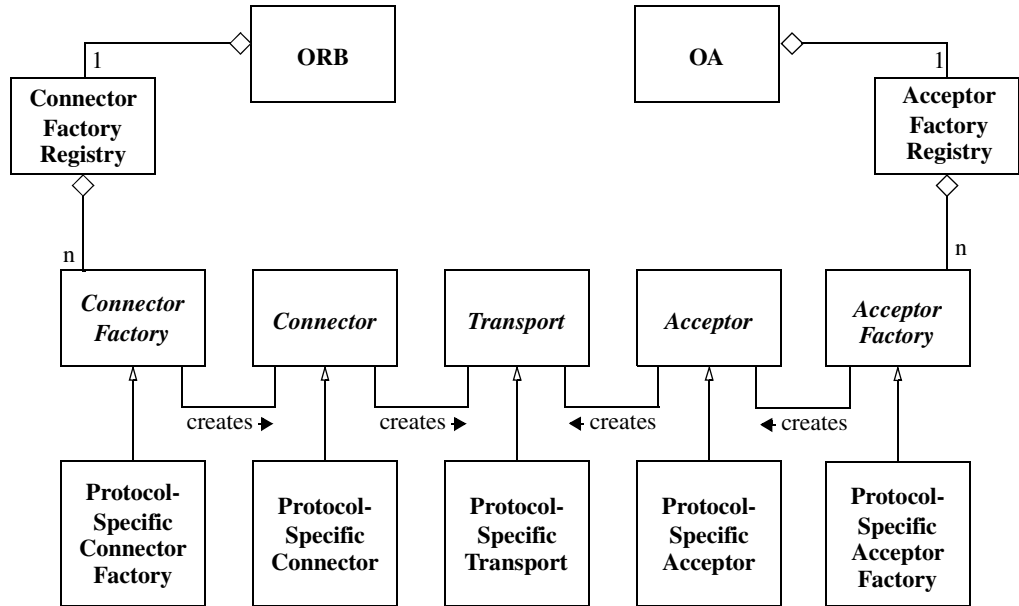 ORB
OA
1
1
Connector
Factory
Registry
Acceptor
Factory
Registry
n
n
Connector
Factory
Connector
Transport
Acceptor
Acceptor
Factory
creates
creates
creates
creates
Protocol-
Specific
Connector
Factory
Protocol-
Specific
Connector
Protocol-
Specific
Transport
Protocol-
Specific
Acceptor
Protocol-
Specific
Acceptor
Factory